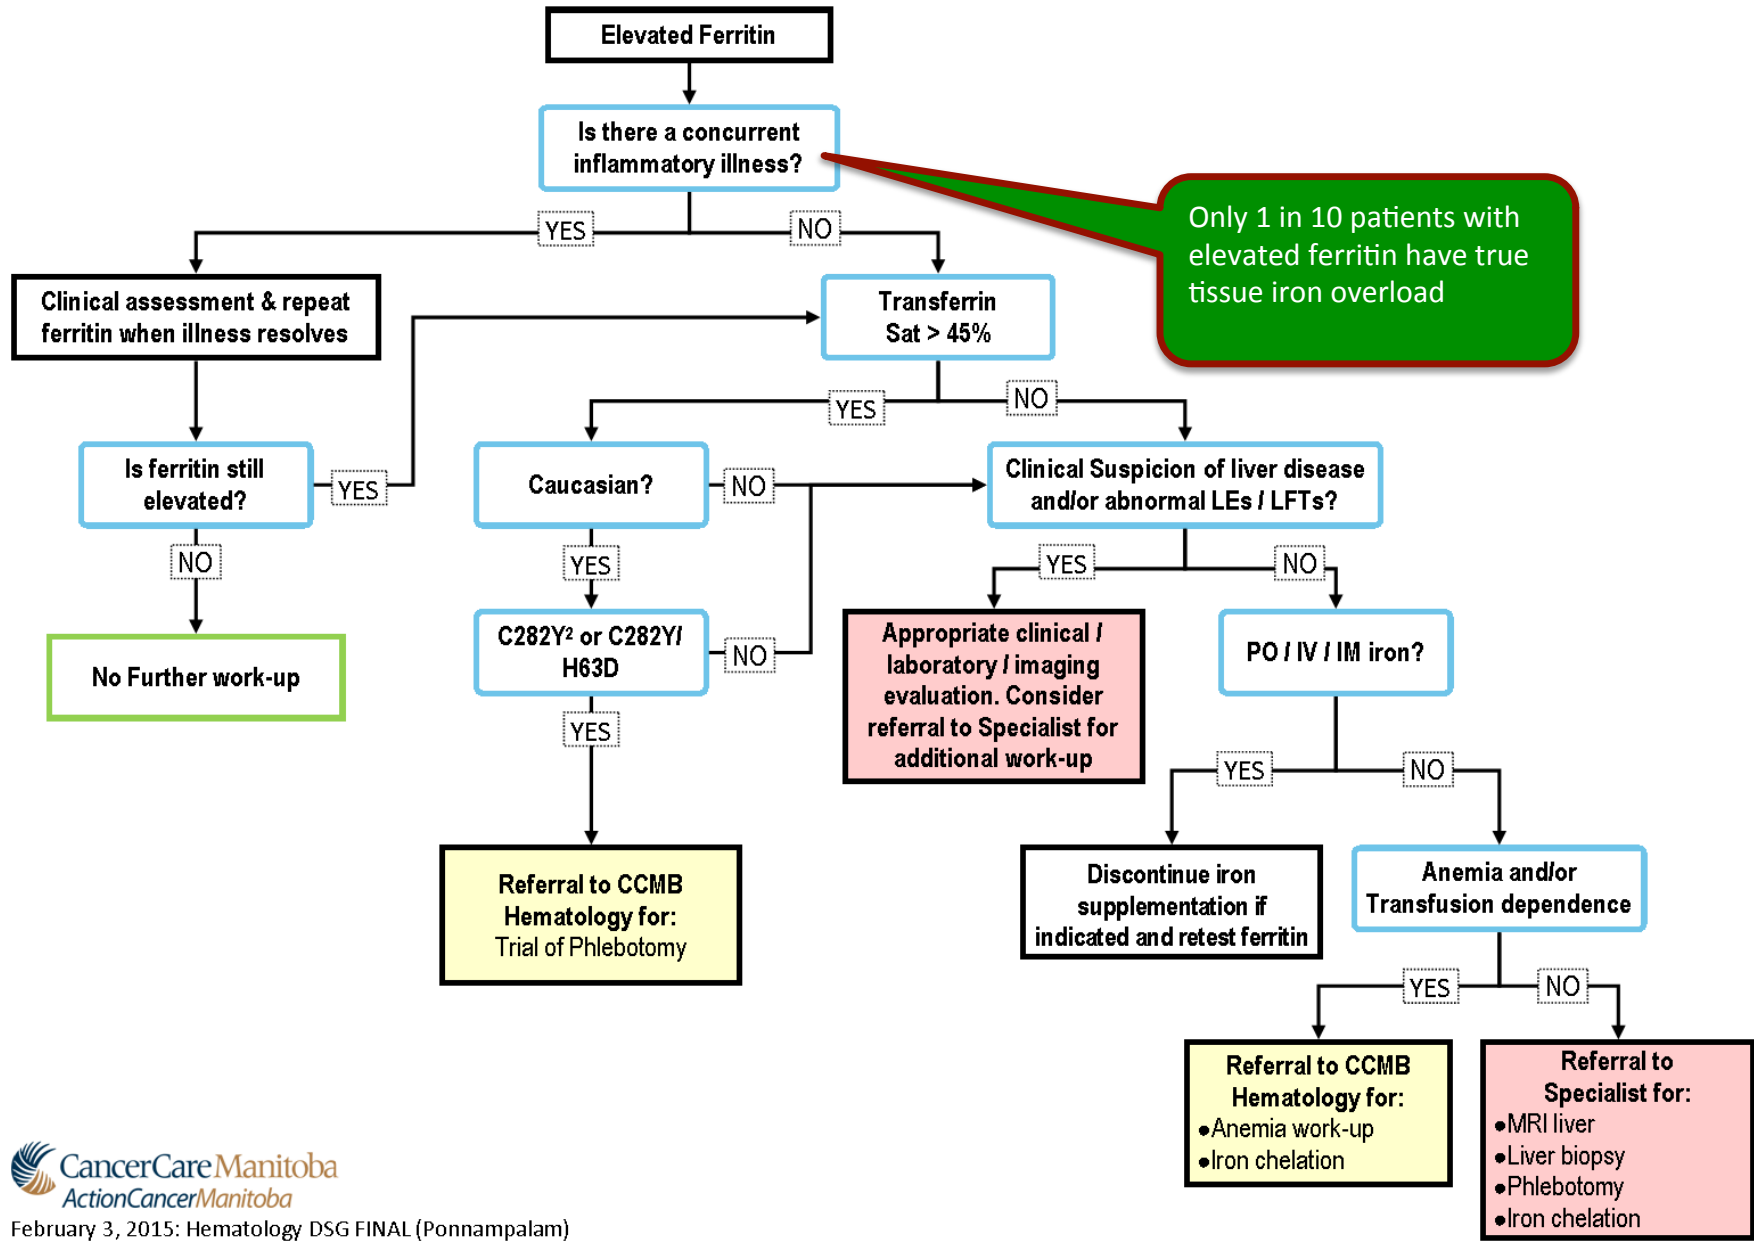 Elevated Ferritin
Is there a concurrent
inflammatory illness?
Only 1 in 10 patients with
elevated ferritin have true
tissue iron overload
YES
NO
Clinical assessment & repeat
ferritin when illness resolves
Transferrin
Sat > 45%
YES
NO
Is ferritin still
elevated?
YES
Caucasian?
NO
Clinical Suspicion of liver disease
and/or abnormal LEs / LFTs?
NO
YES
YES
NO
No Further work-up
C282Y² or C282Y/
H63D
NO
Appropriate clinical /
laboratory / imaging
evaluation. Consider
referral to Specialist for
additional work-up
PO / IV / IM iron?
YES
YES
NO
Referral to CCMB
Hematology for:
Trial of Phlebotomy
Discontinue iron
supplementation if
indicated and retest ferritin
Anemia and/or
Transfusion dependence
YES
NO
Referral to CCMB
Hematology for:
●Anemia work-up
●Iron chelation
Referral to
Specialist for:
●MRI liver
●Liver biopsy
●Phlebotomy
●Iron chelation
CancerCare Manitoba
ActionCancerManitoba
February 3, 2015: Hematology DSG FINAL (Ponnampalam)